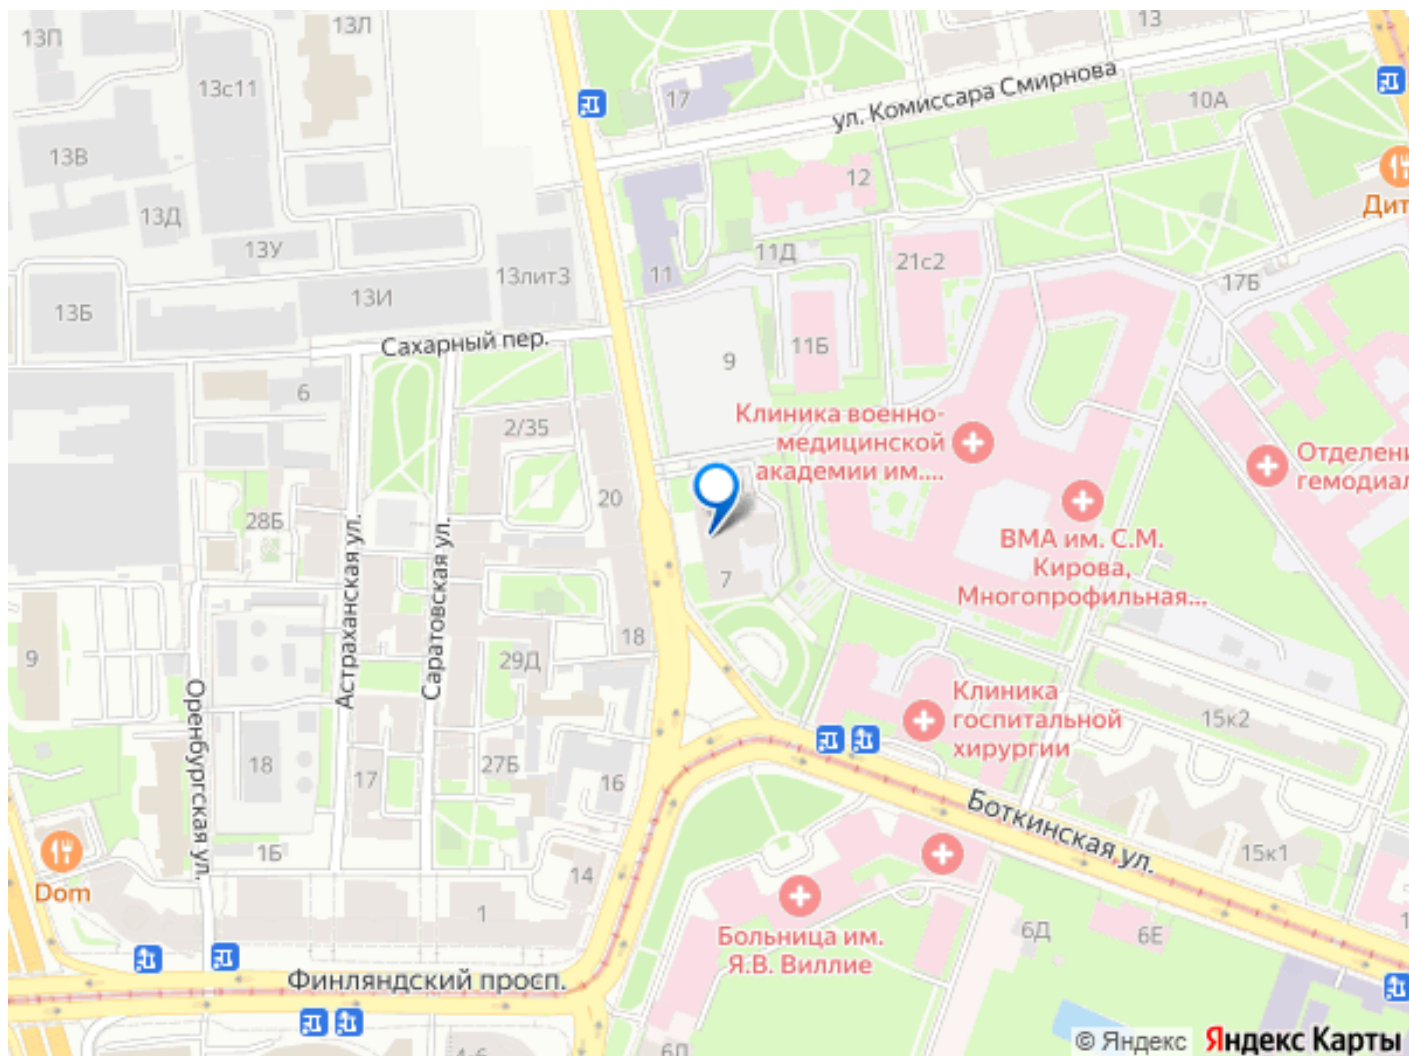 13П
13Л
13
13с11
17
ул. Комиссара Смирнова
10А
13В
12
13Д
Дит
13У
11Д
21с2
11
13лит3
17Б
13И
13Б
Сахарный пер.
11Б
9
6
Клиника военно-
медицинской
академии им....
2/35
Отделени
гемодиал
20
28Б
ВМА им. С.М.
Кирова,
Многопрофильная...
7
Астраханская ул.
Саратовская ул.
18
9
29Д
Оренбургская ул.
Клиника
госпитальной
хирургии
15к2
18
17
27Б
16
Боткинская ул.
1Б
15к1
Dom
14
1
6Д
6Е
Больница им.
Я.В. Виллие
Финляндский просп.
© Яндекс Яндекс Карты